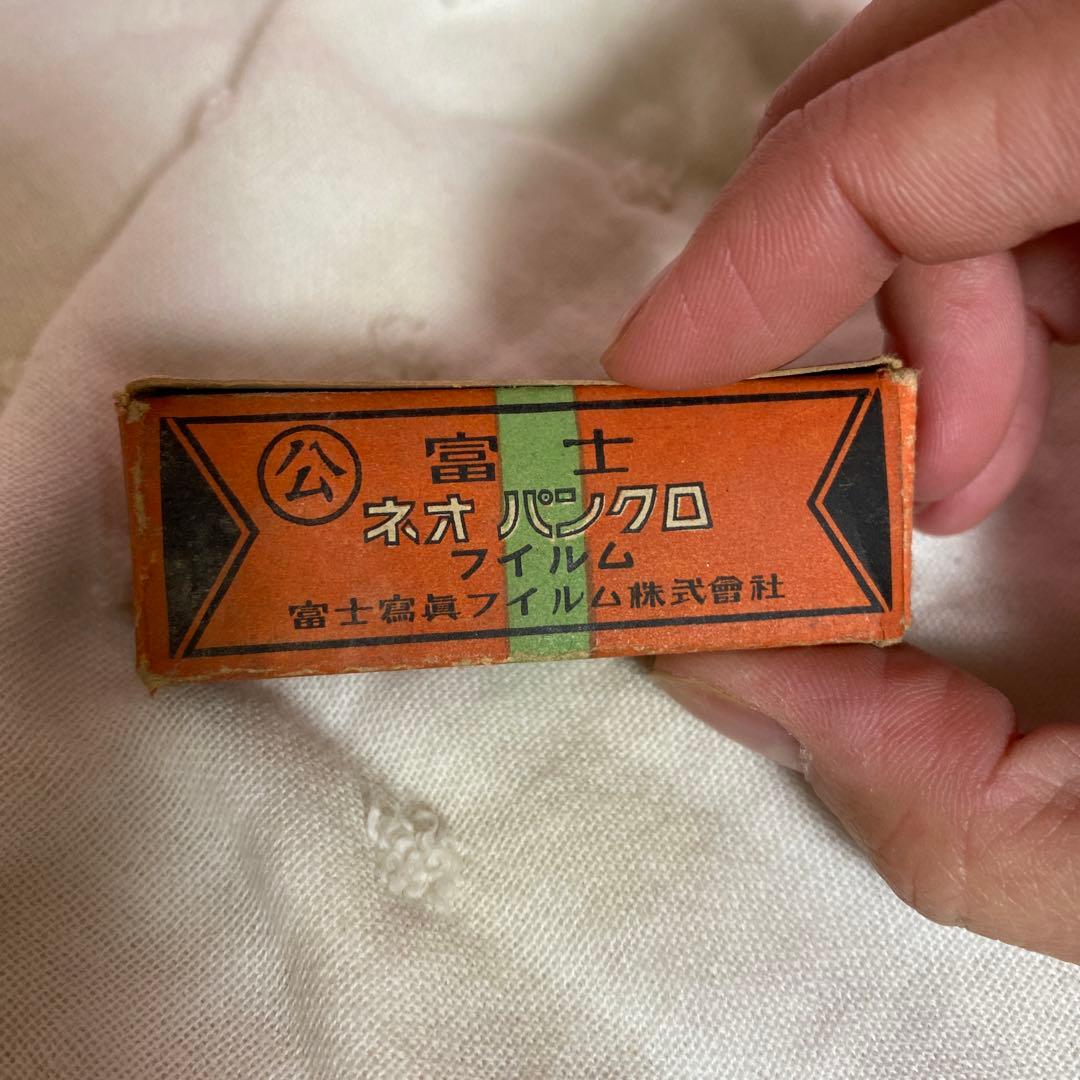 公 富士
ネオパンクロ
フイルム
富士寫眞フイルム株式會社